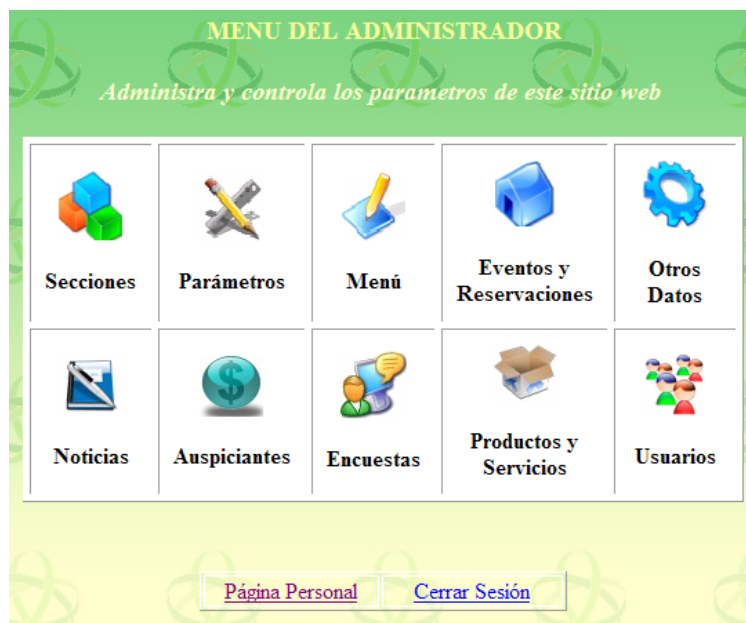 MENU DEL ADMINISTRADOR
Administra y controla los parametros de este sitio web
Secciones
Parámetros
Menú
Eventos y
Reservaciones
Otros
Datos
Noticias
Auspiciantes
Encuestas
Productos y
Servicios
Usuarios
Página Personal
Cerrar Sesión